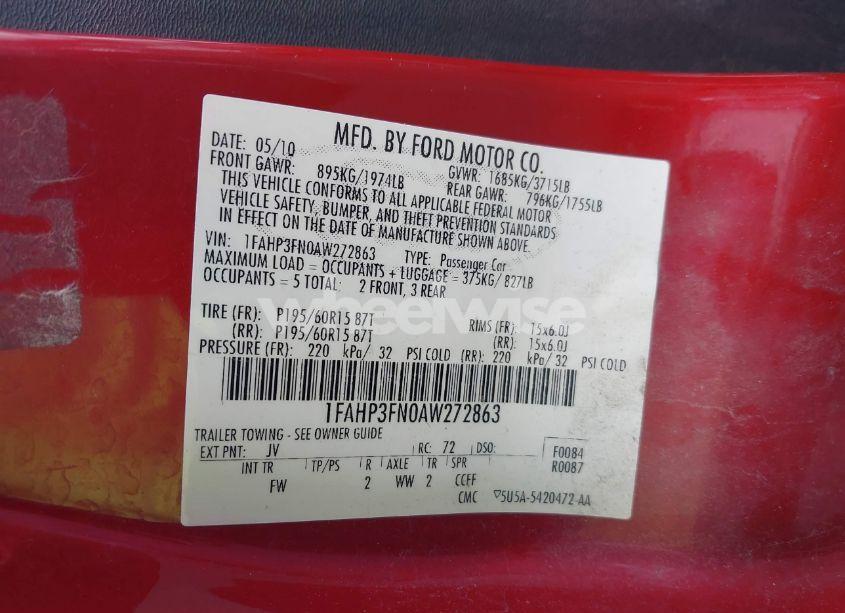 MFD. BY FORD MOTOR CO.
DATE: 05/10 GVWR: 1685KG/3715LB
FRONT GAWR: 895KG/1974LB REAR GAWR: 796KG/1755LB
THIS VEHICLE CONFORMS TO ALL APPLICABLE FEDERAL MOTOR
VEHICLE SAFETY, BUMPER, AND THEFT PREVENTION STANDARDS
IN EFFECT ON THE DATE OF MANUFACTURE SHOWN ABOVE.
VIN: 1FAHP3FN0AW272863 TYPE: Passenger Car
MAXIMUM LOAD = OCCUPANTS + LUGGAGE = 375KG/ 827LB
OCCUPANTS = 5 TOTAL: 2 FRONT, 3 REAR
wheelwise
TIRE (FR): P195/60R15 87T RIMS (FR): 15x6.0J
(RR): P195/60R15 87T (RR): 15x6.0J
PRESSURE (FR): 220 kPa/ 32 PSI COLD (RR): 220 kPa/ 32 PSI COLD
1FAHP3FN0AW272863
TRAILER TOWING - SEE OWNER GUIDE
EXT PNT: JV RC: 72 DSO: F0084
R0087
INT TR TP/PS R AXLE TR SPR
FW 2 WW 2 CCFF
CMC ▽5U5A-5420472-AA